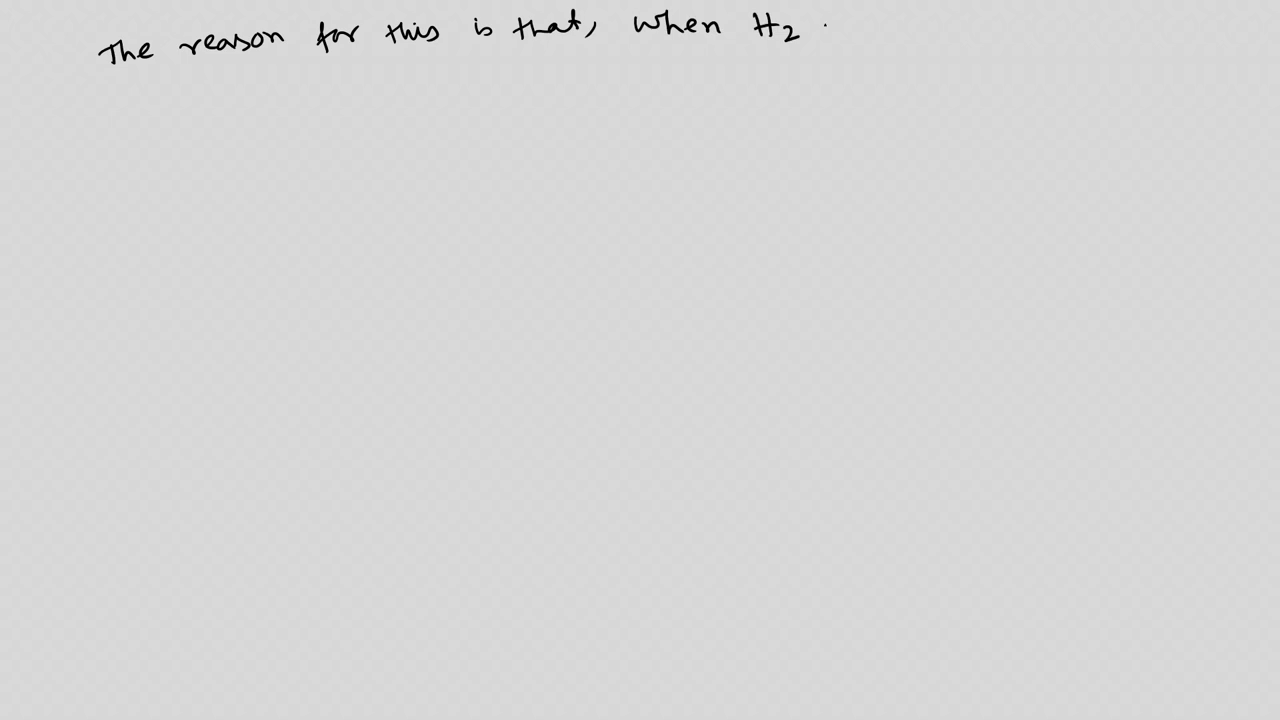 The reason for this is that, when H₂